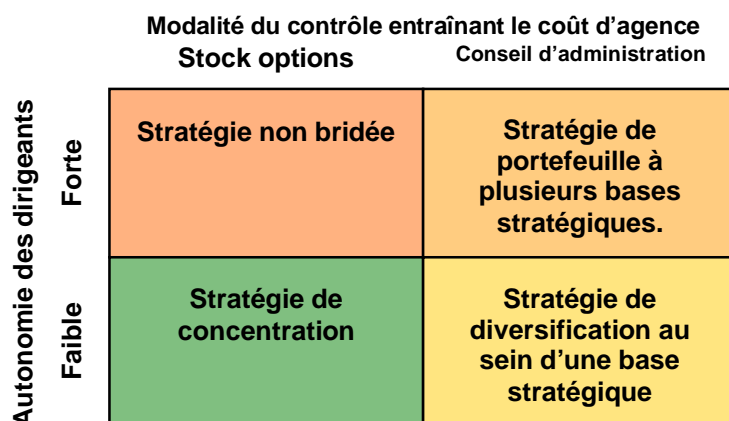 Modalité du contrôle entraînant le coût d’agence
Stock options
Conseil d’administration
Autonomie des dirigeants
Forte
Stratégie non bridée
Stratégie de
portefeuille à
plusieurs bases
stratégiques.
Faible
Stratégie de
concentration
Stratégie de
diversification au
sein d’une base
stratégique